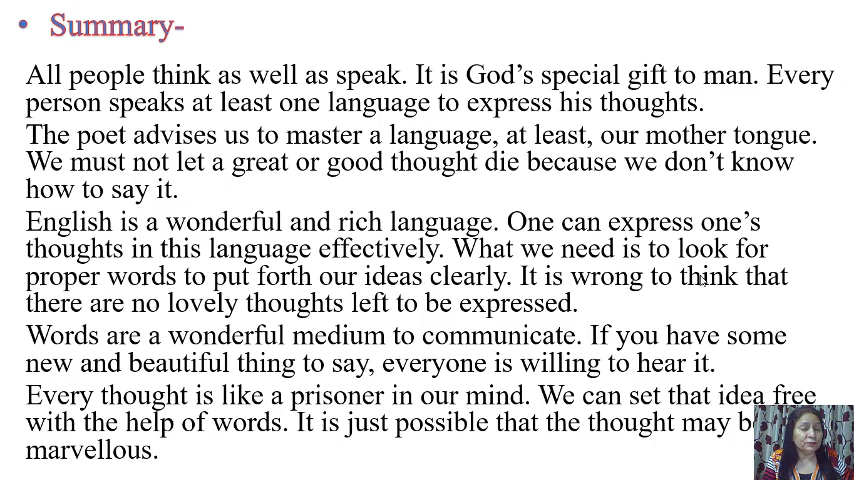 Summary-
All people think as well as speak. It is God's special gift to man. Every
person speaks at least one language to express his thoughts.
The poet advises us to master a language, at least, our mother tongue.
We must not let a great or good thought die because we don't know
how to say it.
English is a wonderful and rich language. One can express one's
thoughts in this language effectively. What we need is to look for
proper words to put forth our ideas clearly. It is wrong to think that
there are no lovely thoughts left to be expressed.
Words are a wonderful medium to communicate. If you have some
new and beautiful thing to say, everyone is willing to hear it.
Every thought is like a prisoner in our mind. We can set that idea free
with the help of words. It is just possible that the thought may
marvellous.